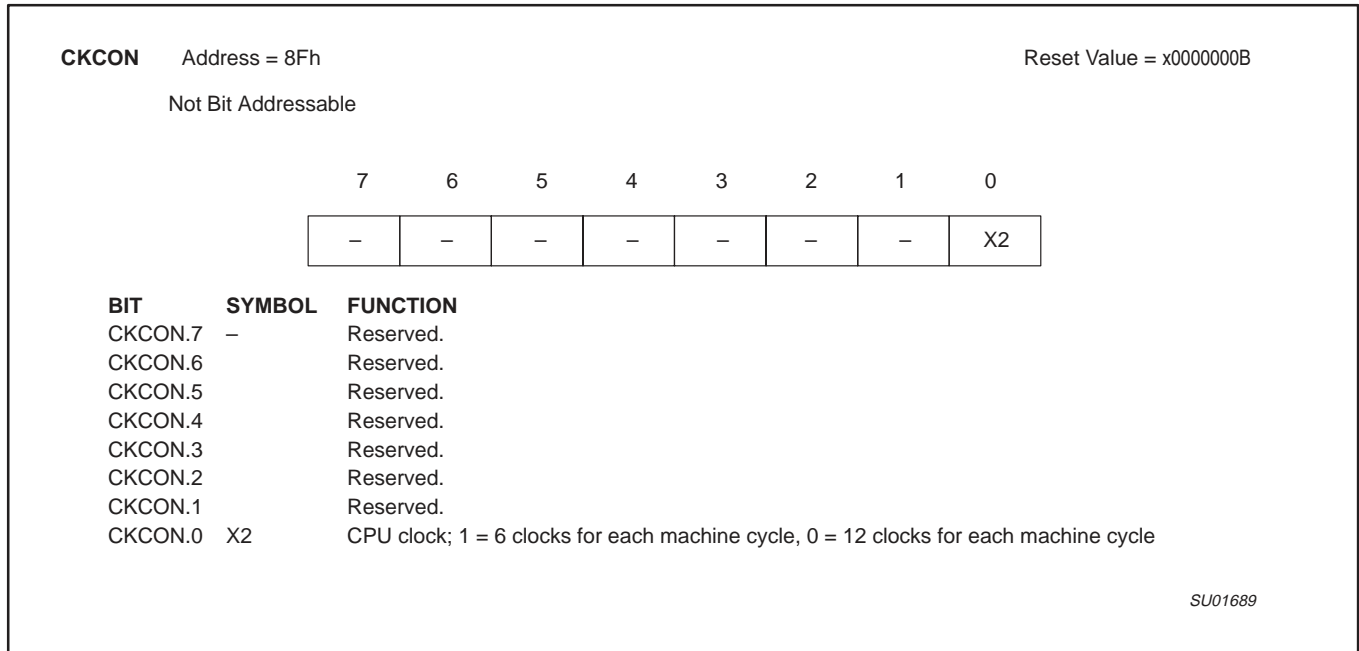 CKCON Address = 8Fh Reset Value = x0000000B
Not Bit Addressable
7 6 5 4 3 2 1 0
– – – – – – – X2
BIT SYMBOL FUNCTION
CKCON.7 – Reserved.
CKCON.6 Reserved.
CKCON.5 Reserved.
CKCON.4 Reserved.
CKCON.3 Reserved.
CKCON.2 Reserved.
CKCON.1 Reserved.
CKCON.0 X2 CPU clock; 1 = 6 clocks for each machine cycle, 0 = 12 clocks for each machine cycle
SU01689